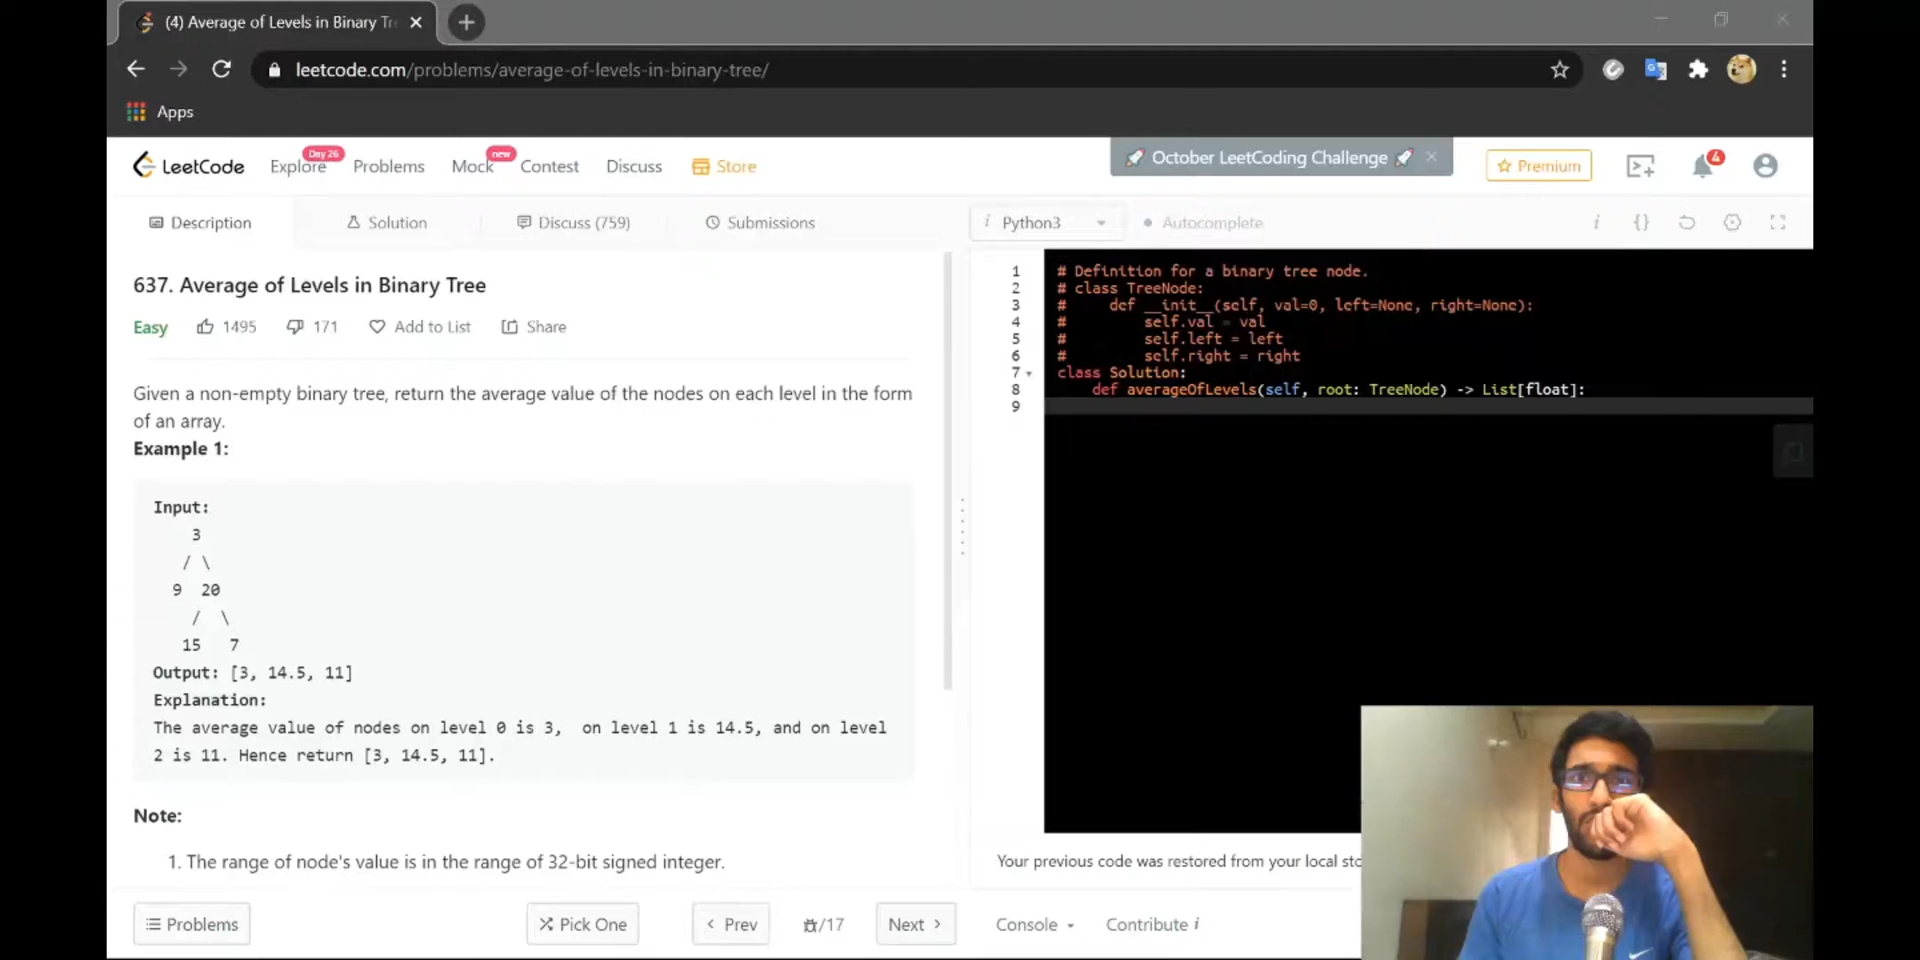 (4) Average of Levels in Binary Tr
leetcode.com/problems/average-of-levels-in-binary-tree/
Apps
LeetCode
Explore
Day 26
Problems
Mock
new
Contest
Discuss
Store
October LeetCoding Challenge
Premium
4
Description
Solution
Discuss (759)
Submissions
i Python3
Autocomplete
i {}
637. Average of Levels in Binary Tree
Easy 1495 171 Add to List Share
Given a non-empty binary tree, return the average value of the nodes on each level in the form
of an array.
Example 1:
Input:
3
/ \
9 20
/ \
15 7
Output: [3, 14.5, 11]
Explanation:
The average value of nodes on level 0 is 3, on level 1 is 14.5, and on level
2 is 11. Hence return [3, 14.5, 11].
Note:
1. The range of node's value is in the range of 32-bit signed integer.
Problems
Pick One
< Prev
/17
Next >
1 # Definition for a binary tree node.
2 # class TreeNode:
3 # def __init__(self, val=0, left=None, right=None):
4 # self.val = val
5 # self.left = left
6 # self.right = right
7 class Solution:
8 def averageOfLevels(self, root: TreeNode) -> List[float]:
9
Your previous code was restored from your local sto
Console
Contribute i